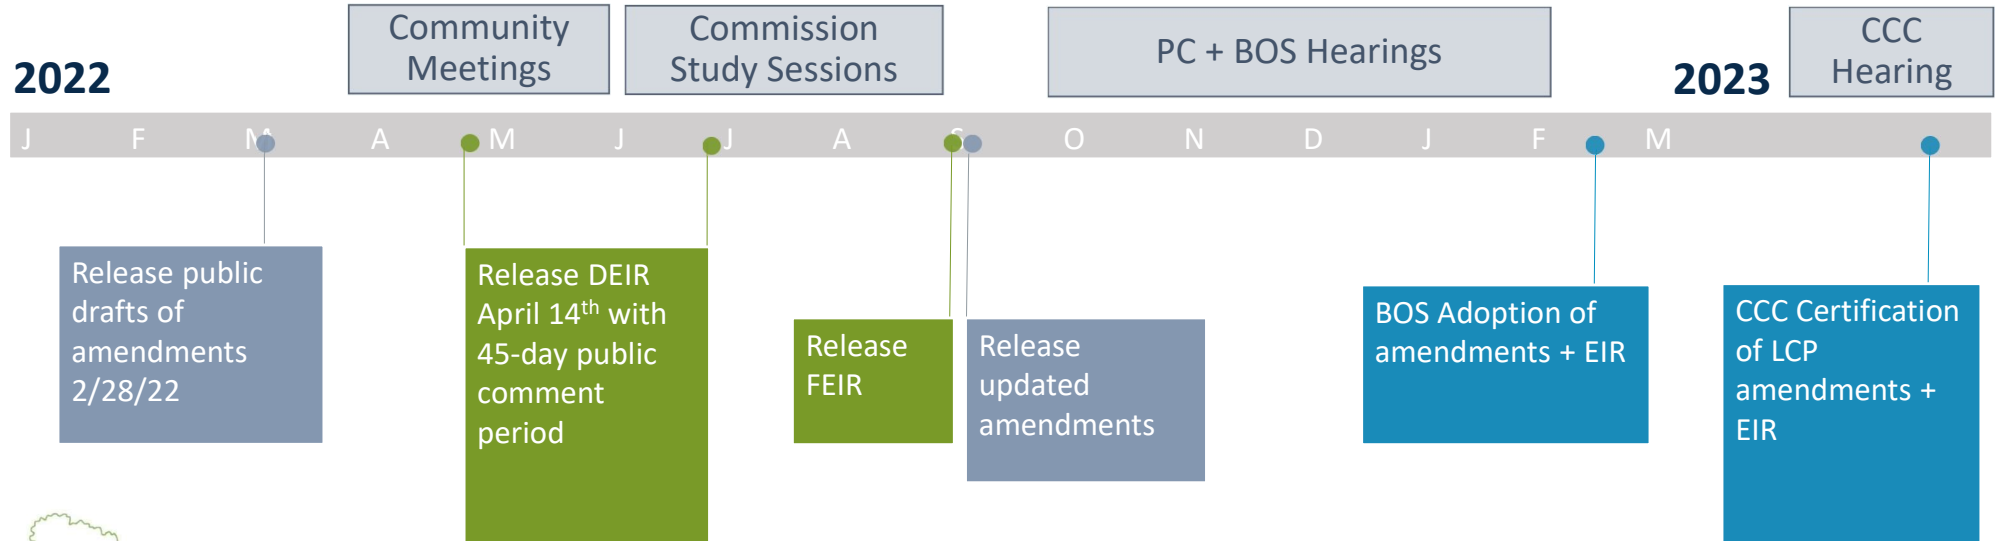 Community
Meetings
Commission
Study Sessions
PC + BOS Hearings
CCC
Hearing
2022
2023
J F M A M J J A S O N D J F M
Release public
drafts of
amendments
2/28/22
Release DEIR
April 14th with
45-day public
comment
period
Release
FEIR
Release
updated
amendments
BOS Adoption of
amendments + EIR
CCC Certification
of LCP
amendments +
EIR